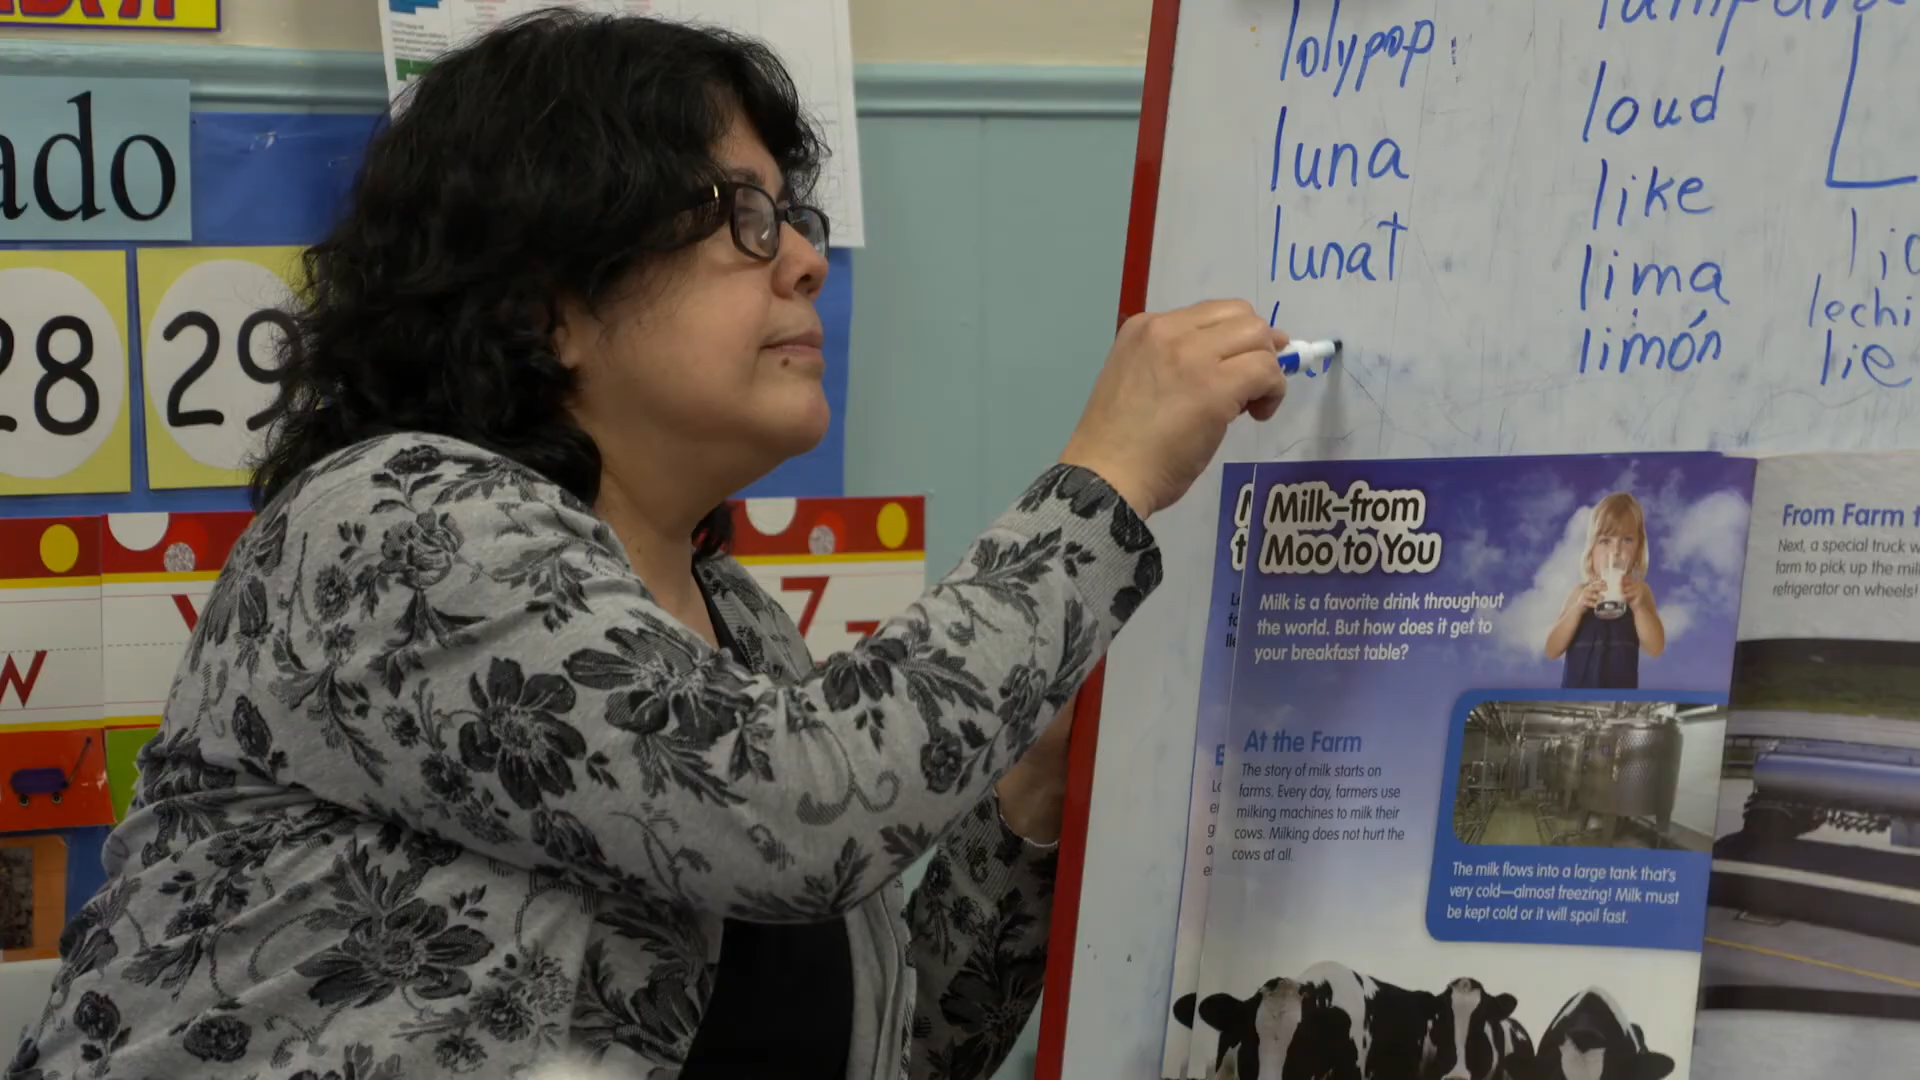 ado
28
29
w
Z
z
lolypop
luna
lunat
loud
like
lima
limón
lechi
lie
Milk–from
Moo to You
Milk is a favorite drink throughout
the world. But how does it get to
your breakfast table?
At the Farm
The story of milk starts on
farms. Every day, farmers use
milking machines to milk their
cows. Milking does not hurt the
cows at all.
The milk flows into a large tank that's
very cold—almost freezing! Milk must
be kept cold or it will spoil fast.
From Farm
Next, a special truck
farm to pick up the
refrigerator on wheels!